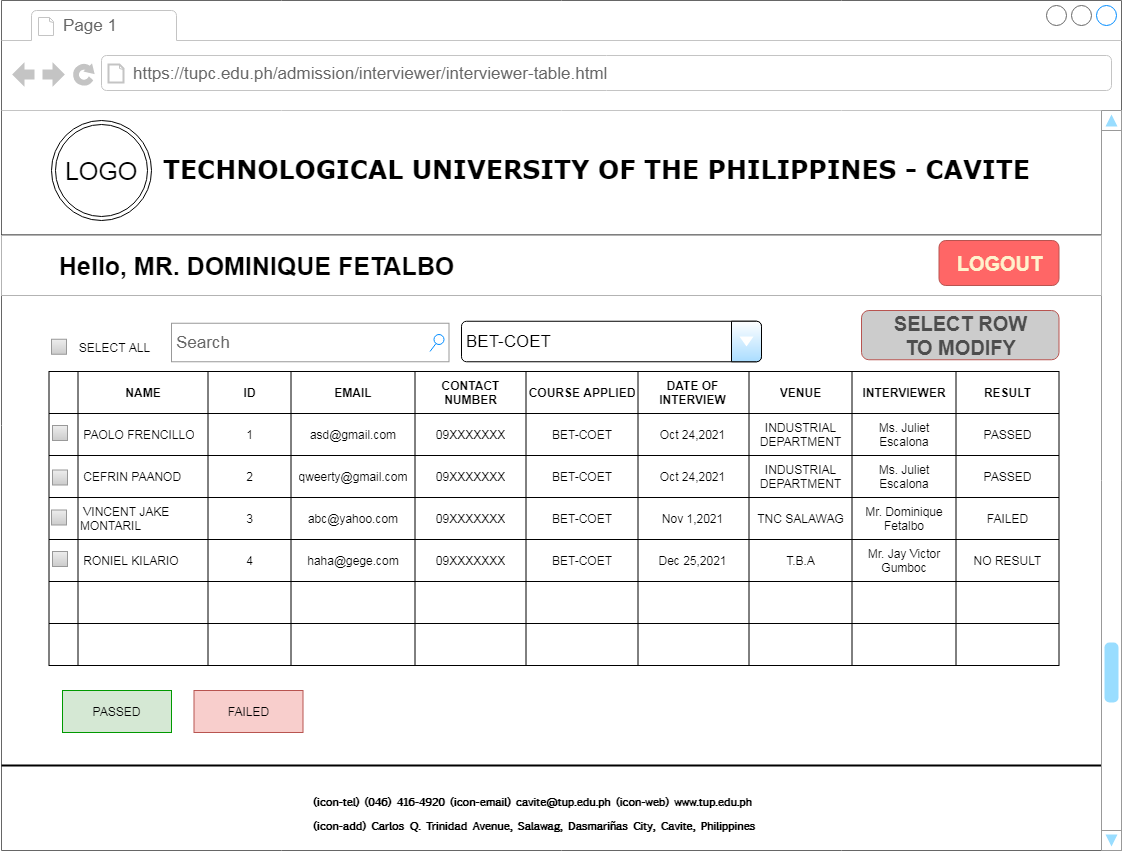 Page 1
https://tupc.edu.ph/admission/interviewer/interviewer-table.html
LOGO
TECHNOLOGICAL UNIVERSITY OF THE PHILIPPINES - CAVITE
Hello, MR. DOMINIQUE FETALBO
LOGOUT
SELECT ALL
Search
BET-COET
SELECT ROW
TO MODIFY
NAME
ID
EMAIL
CONTACT
NUMBER
COURSE APPLIED
DATE OF
INTERVIEW
VENUE
INTERVIEWER
RESULT
PAOLO FRENCILLO
1
asd@gmail.com
09XXXXXXX
BET-COET
Oct 24,2021
INDUSTRIAL
DEPARTMENT
Ms. Juliet
Escalona
PASSED
CEFRIN PAANOD
2
qweerty@gmail.com
09XXXXXXX
BET-COET
Oct 24,2021
INDUSTRIAL
DEPARTMENT
Ms. Juliet
Escalona
PASSED
VINCENT JAKE
MONTARIL
3
abc@yahoo.com
09XXXXXXX
BET-COET
Nov 1,2021
TNC SALAWAG
Mr. Dominique
Fetalbo
FAILED
RONIEL KILARIO
4
haha@gege.com
09XXXXXXX
BET-COET
Dec 25,2021
T.B.A
Mr. Jay Victor
Gumboc
NO RESULT
PASSED
FAILED
(icon-tel) (046) 416-4920 (icon-email) cavite@tup.edu.ph (icon-web) www.tup.edu.ph
(icon-add) Carlos Q. Trinidad Avenue, Salawag, Dasmariñas City, Cavite, Philippines